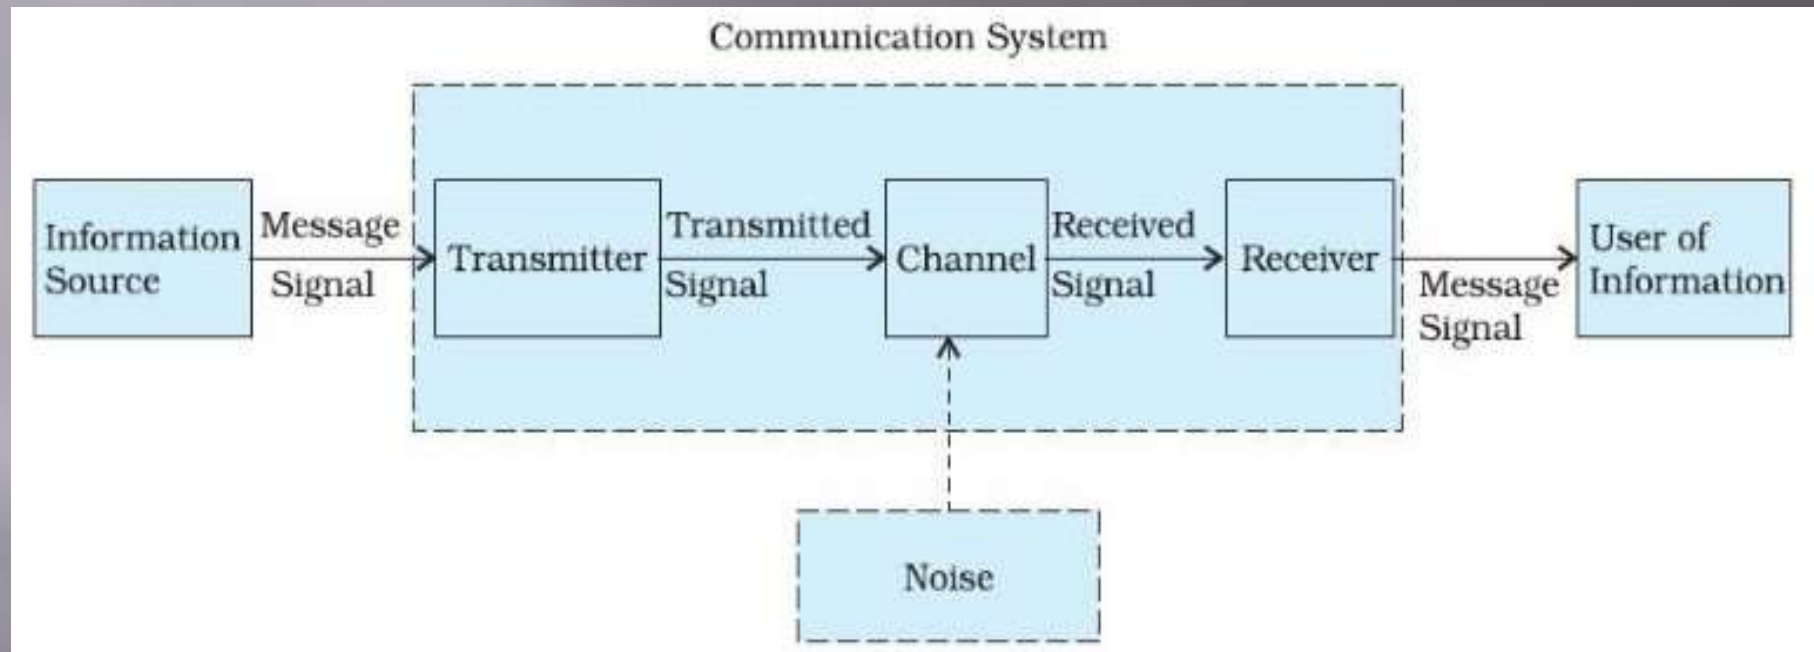 Communication System
Information
Source
Message
Signal
Transmitter
Transmitted
Signal
Channel
Received
Signal
Receiver
Message
Signal
User of
Information
Noise